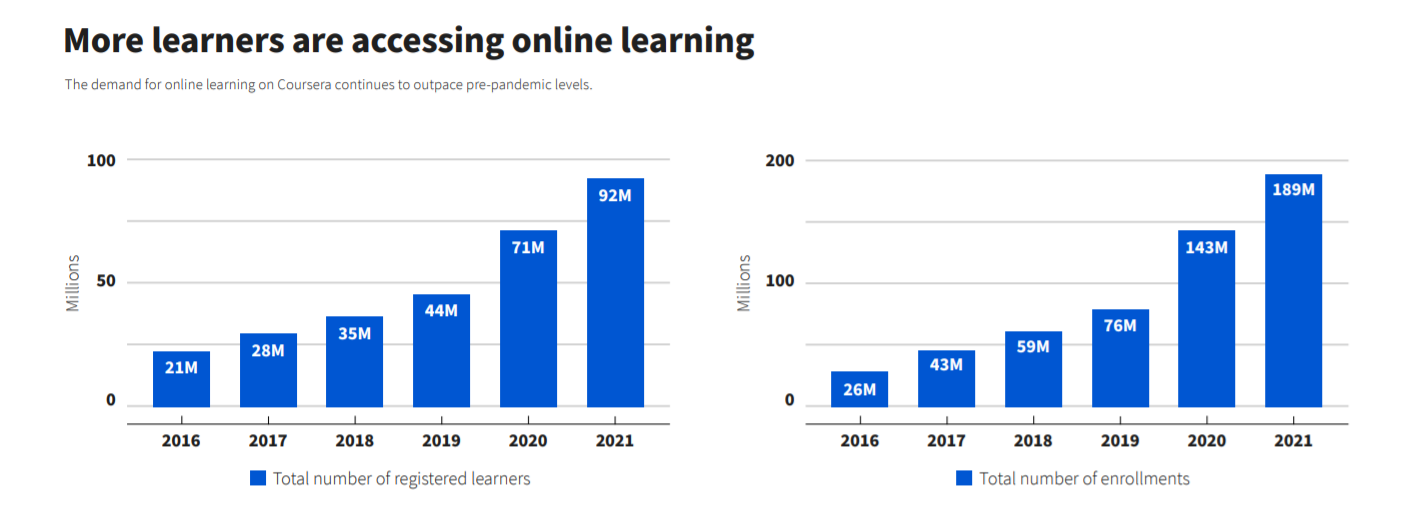 More learners are accessing online learning
The demand for online learning on Coursera continues to outpace pre-pandemic levels.
Millions
100
50
0
21M
28M
35M
44M
71M
92M
2016 2017 2018 2019 2020 2021
Total number of registered learners
Millions
200
100
0
26M
43M
59M
76M
143M
189M
2016 2017 2018 2019 2020 2021
Total number of enrollments